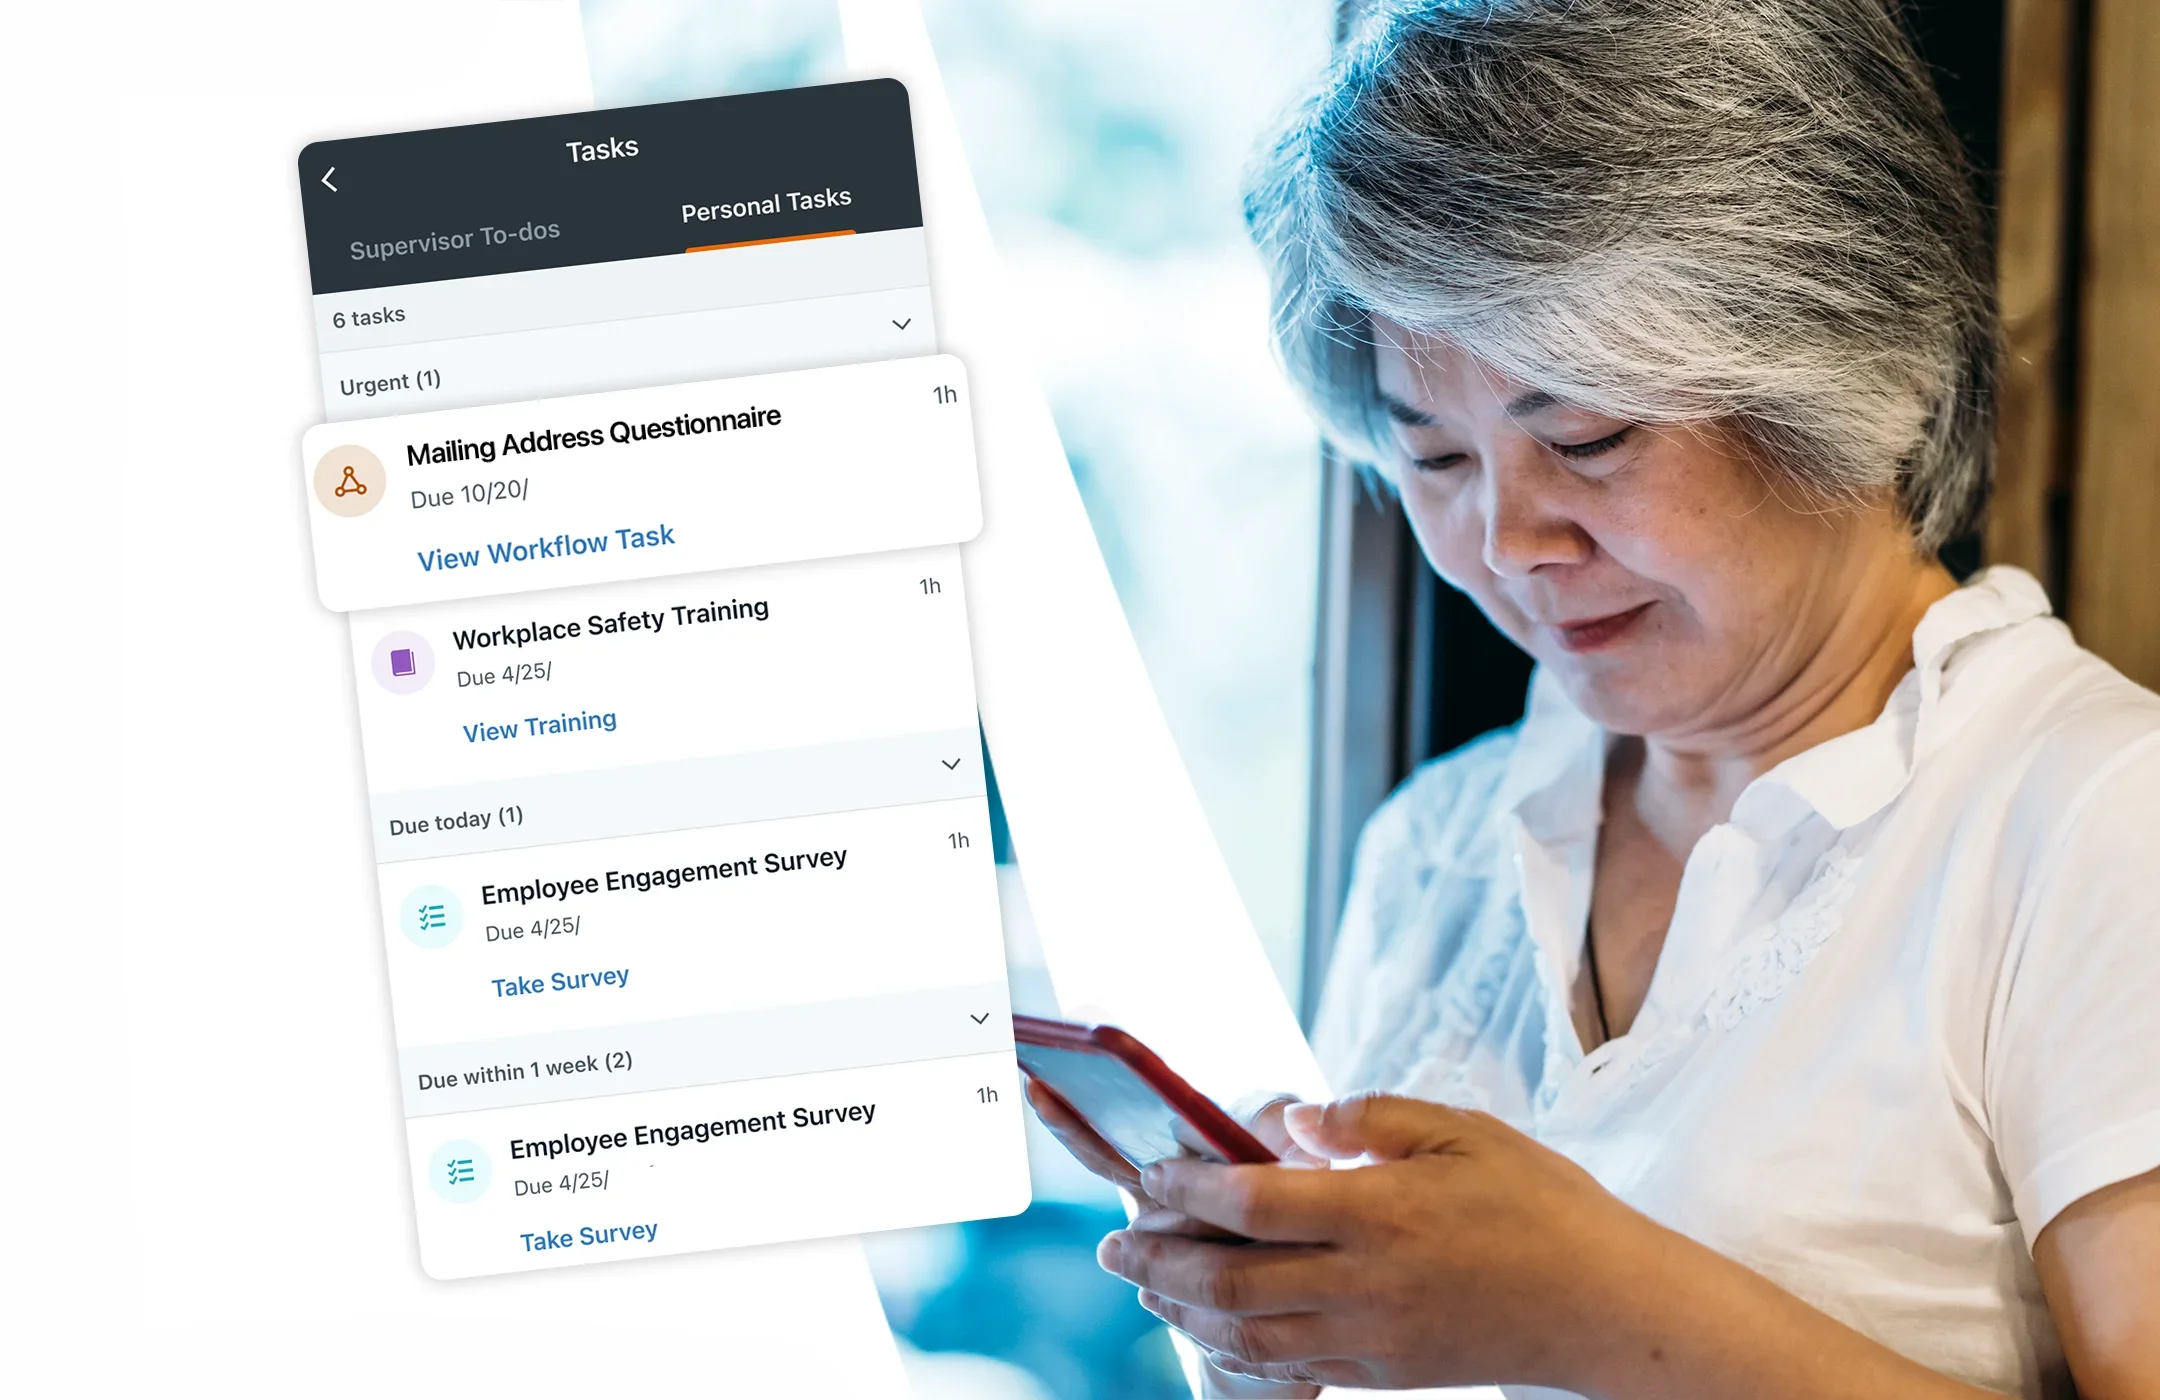 Tasks
Supervisor To-dos
Personal Tasks
6 tasks
Urgent (1)
1h
Mailing Address Questionnaire
Due 10/20/
View Workflow Task
1h
Workplace Safety Training
Due 4/25/
View Training
Due today (1)
1h
Employee Engagement Survey
Due 4/25/
Take Survey
Due within 1 week (2)
1h
Employee Engagement Survey
Due 4/25/
Take Survey